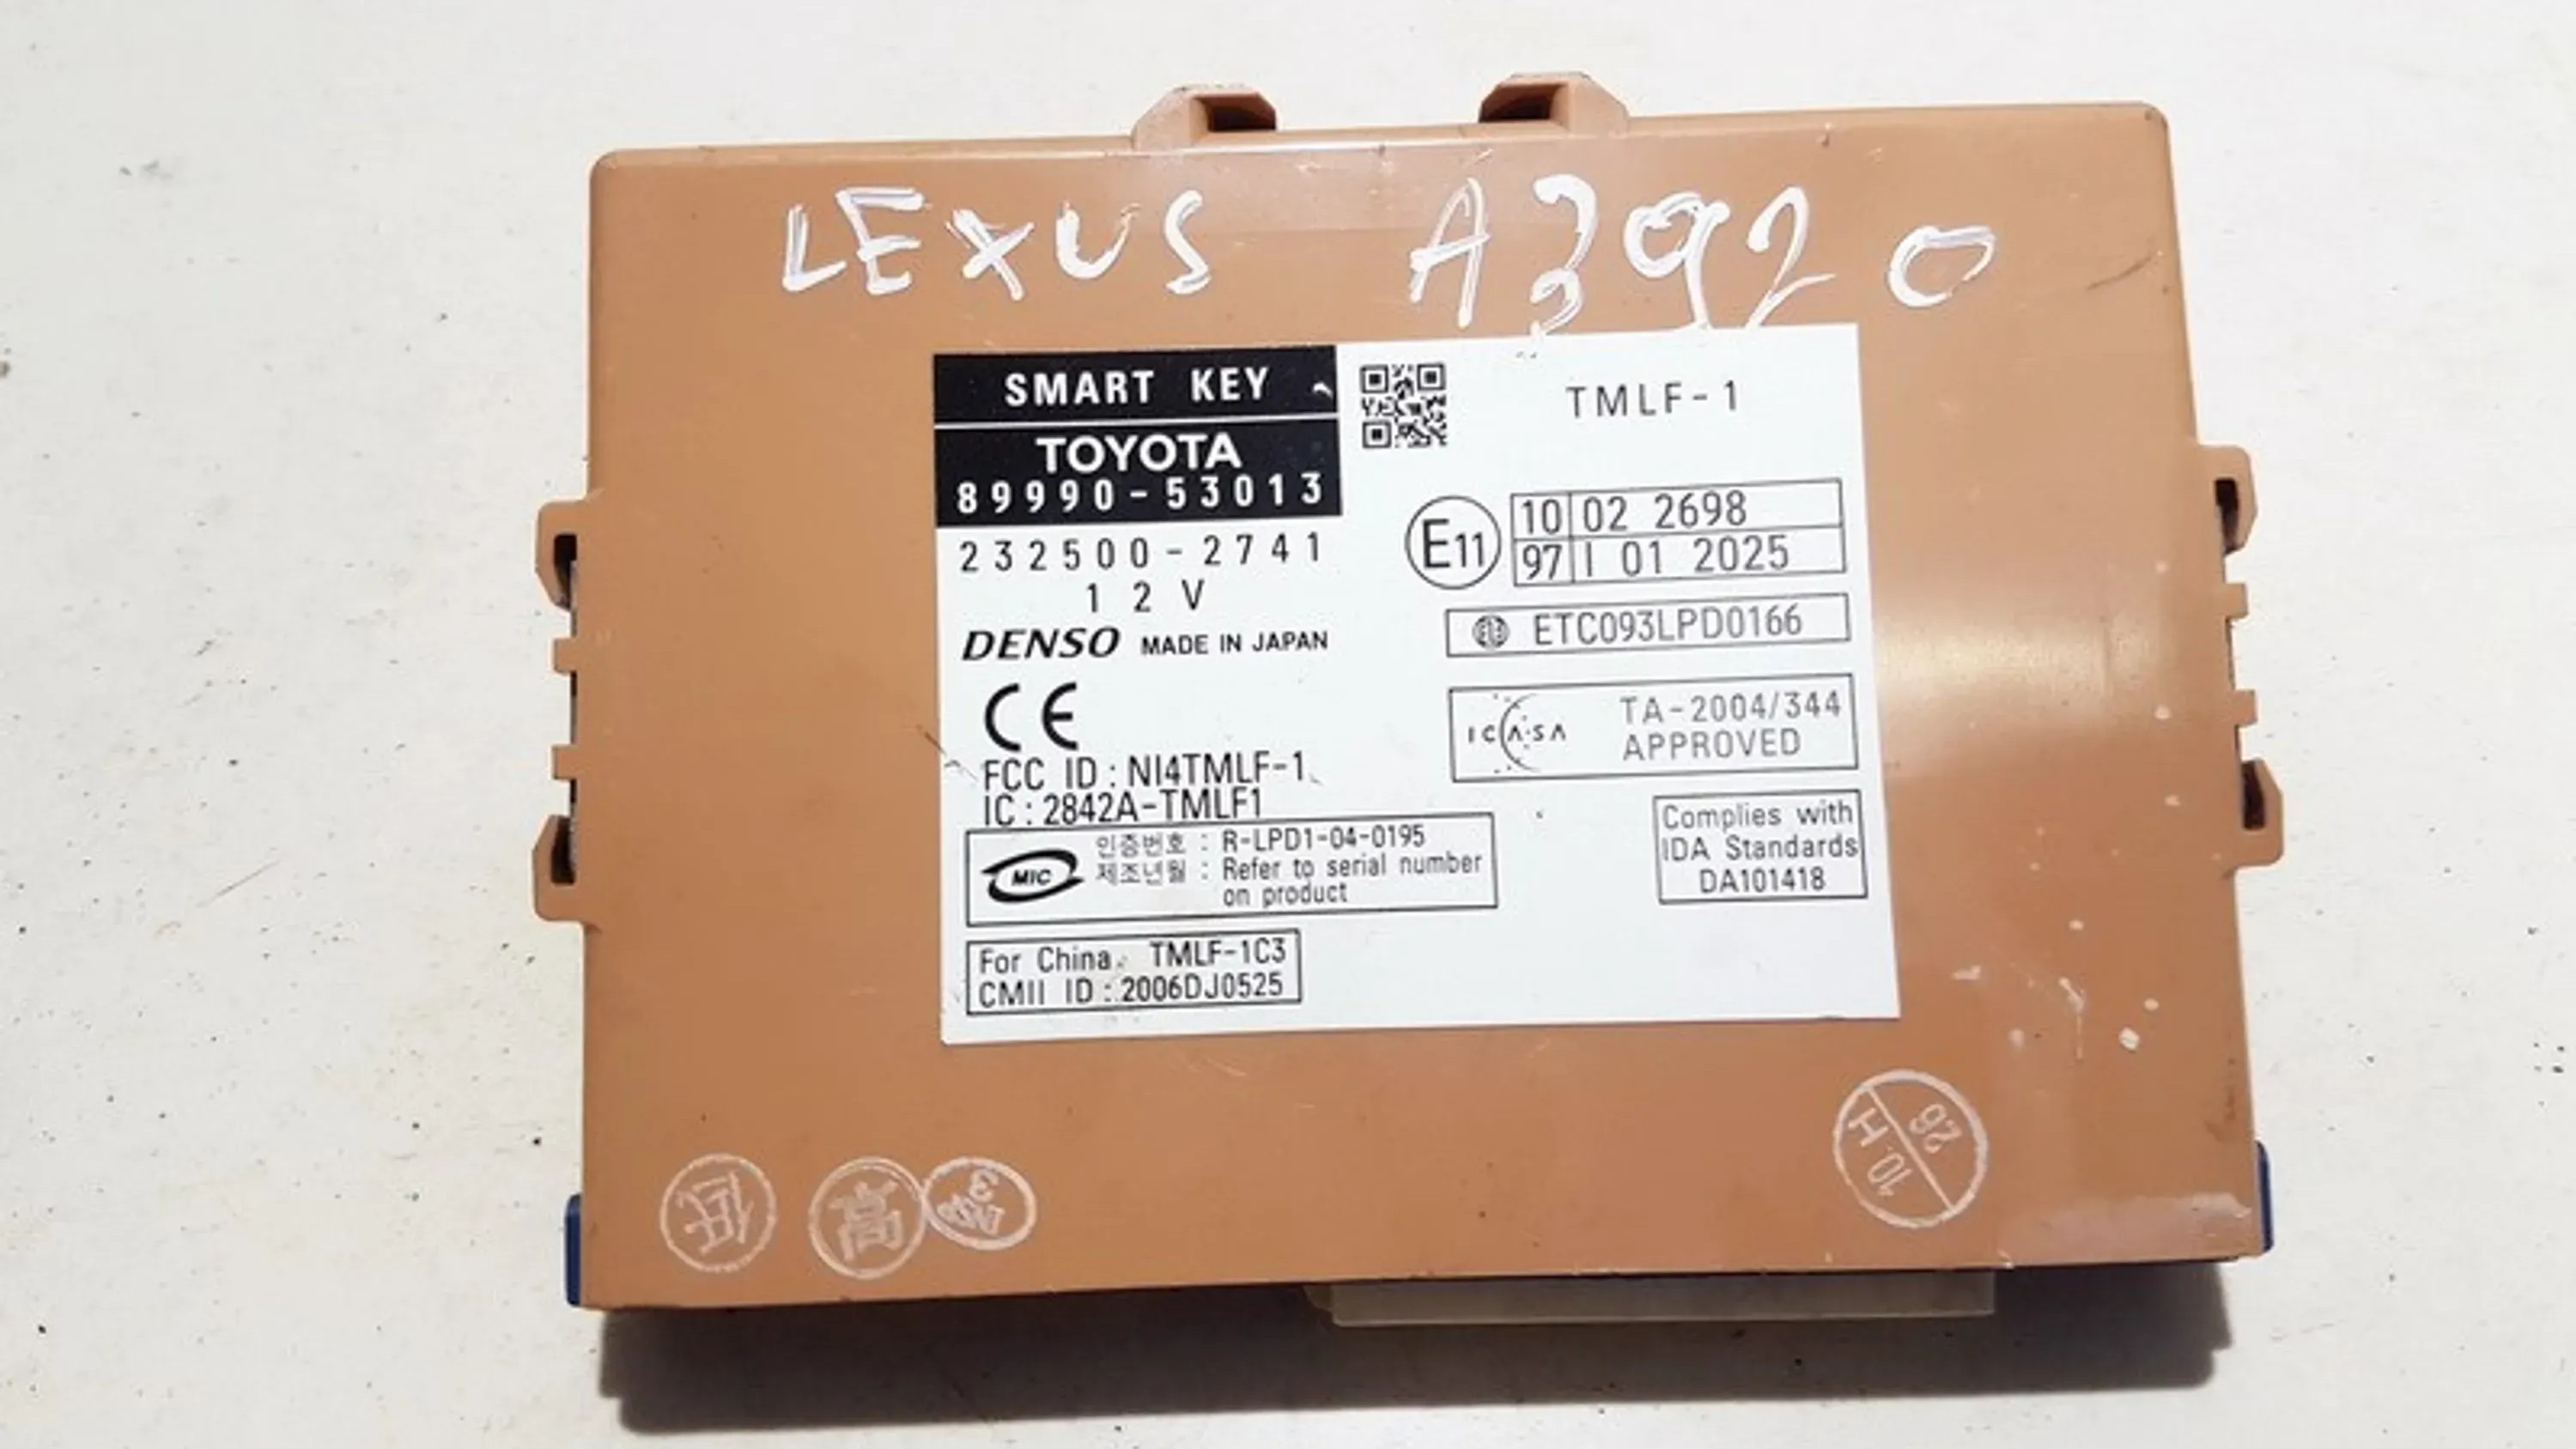 LEXUS A3920
SMART KEY
TOYOTA
89990-53013
232500-2741
12V
DENSO MADE IN JAPAN
CE
FCC ID : NI4TMLF-1
IC : 2842A-TMLF1
MIC
인증번호 : R-LPD1-04-0195
제조년월 : Refer to serial number
on product
For China TMLF-1C3
CMII ID : 2006DJ0525
TMLF-1
E11
10 02 2698
97 I 01 2025
ETC093LPD0166
ICASA
TA-2004/344
APPROVED
Complies with
IDA Standards
DA101418
低
高
10.H
26